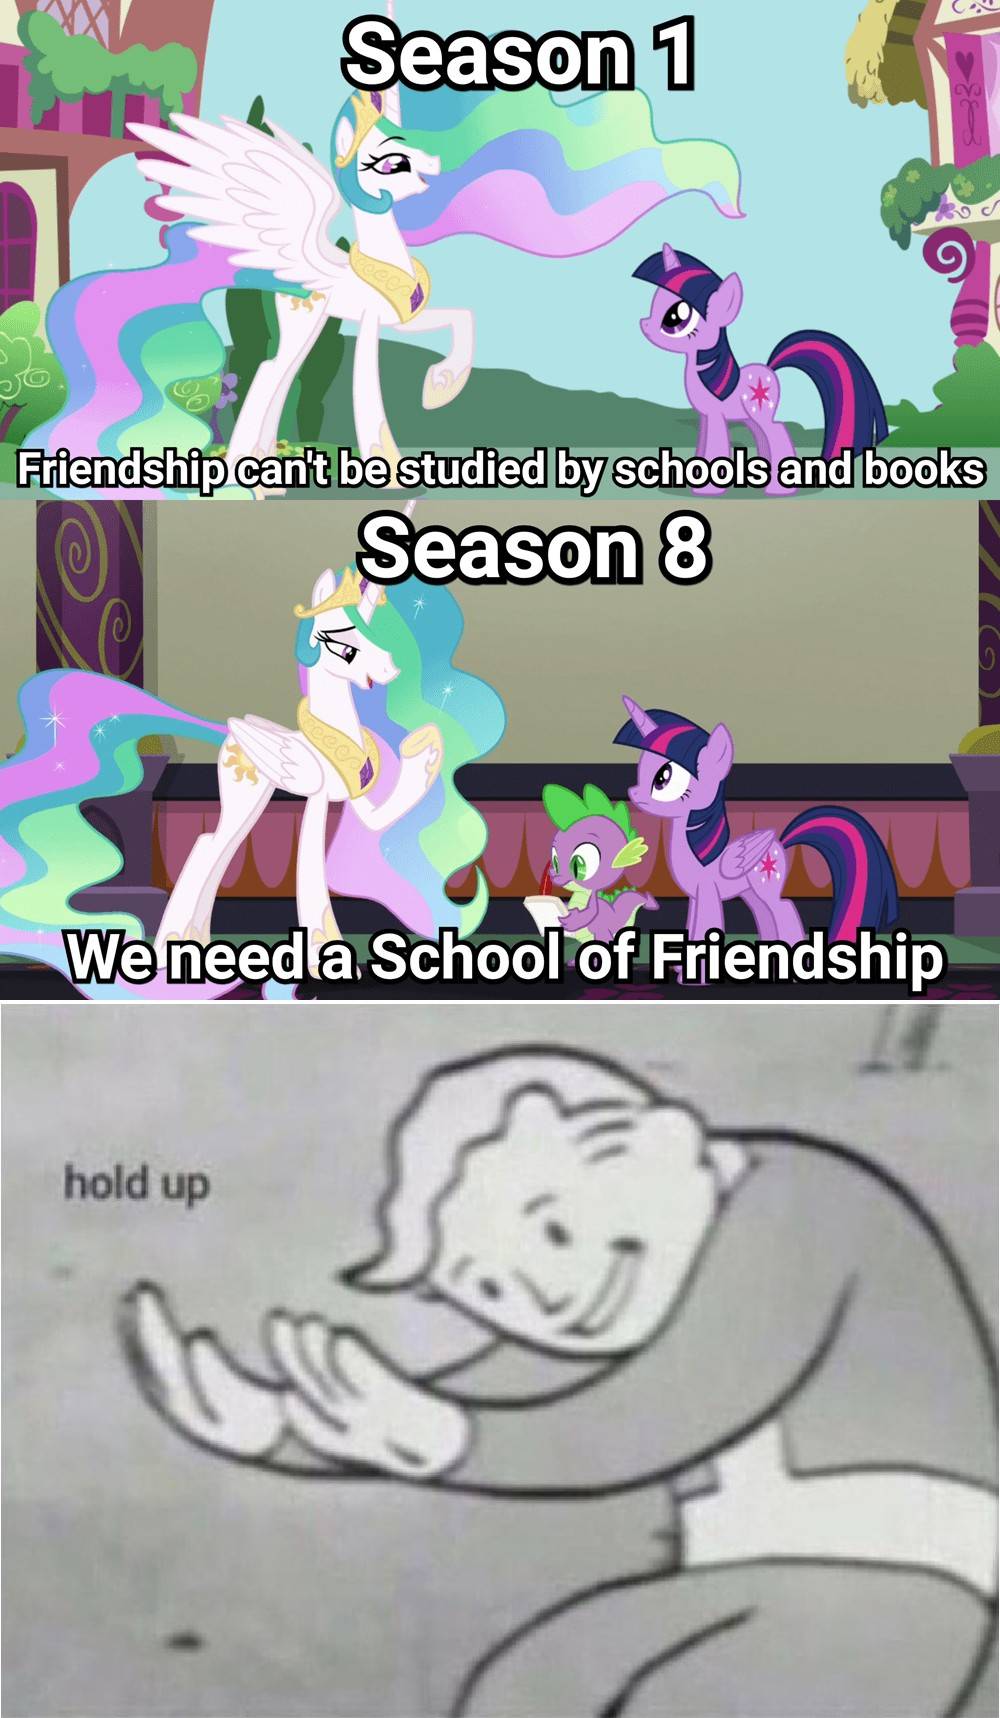 Season 1
Friendship can't be studied by schools and books
Season 8
We need a School of Friendship
hold up